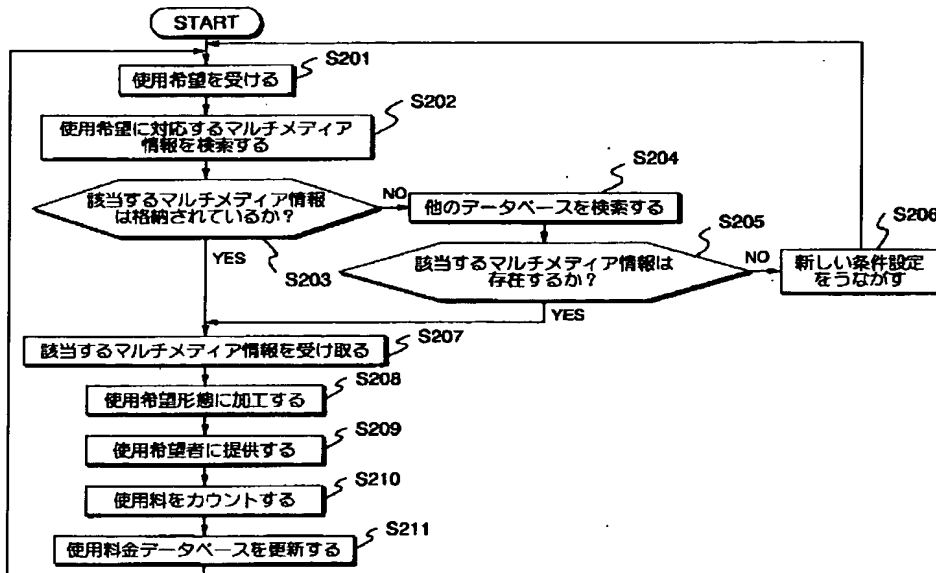 START
S201
使用希望を受ける
S202
使用希望に対応するマルチメディア
情報を検索する
該当するマルチメディア情報
は格納されているか？
NO
YES
S203
S204
他のデータベースを検索する
S205
該当するマルチメディア情報は
存在するか？
NO
YES
S206
新しい条件設定
をうながす
S207
該当するマルチメディア情報を受け取る
S208
使用希望形態に加工する
S209
使用希望者に提供する
S210
使用料をカウントする
S211
使用料金データベースを更新する